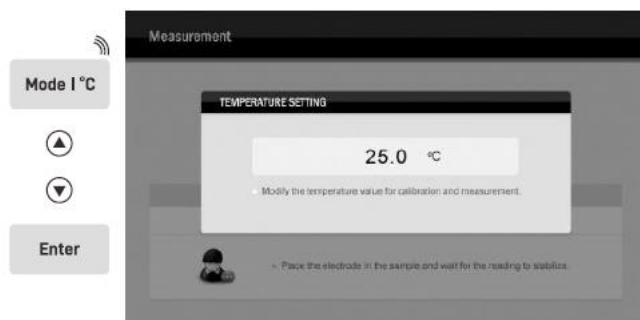 Mode I °C
Enter
Measurement
TEMPERATURE SETTING
25.0 °C
Modify the temperature value for calibration and measurement.
Place the electrode in the sample and wait for the reading to stabilize.